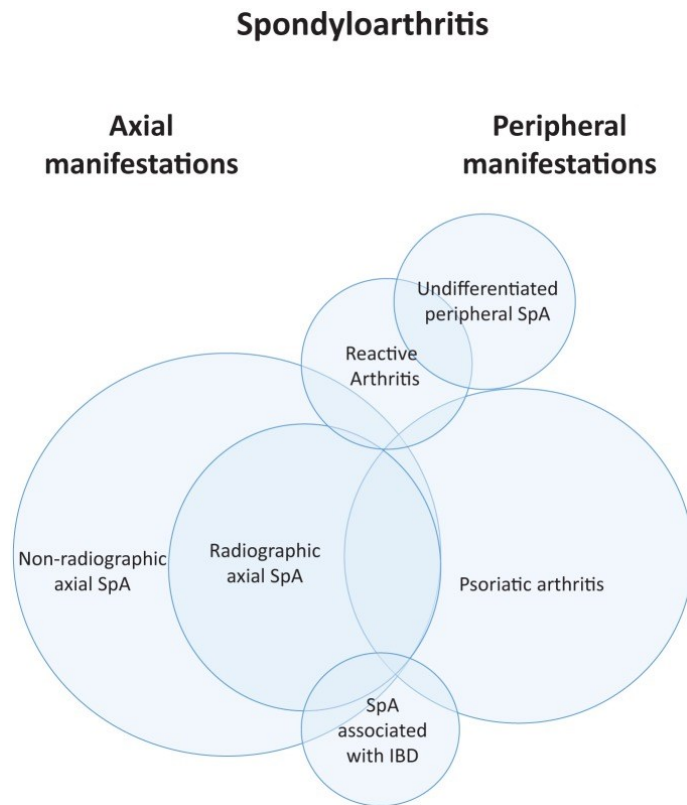 Spondyloarthritis
Axial
manifestations
Peripheral
manifestations
Undifferentiated
peripheral SpA
Reactive
Arthritis
Non-radiographic
axial SpA
Radiographic
axial SpA
Psoriatic arthritis
SpA
associated
with IBD